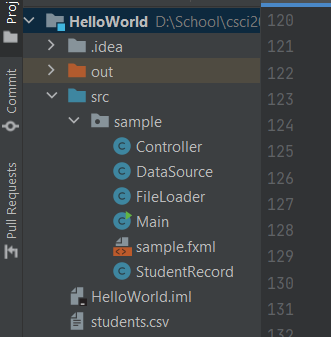 Proj
Commit
Pull Requests
HelloWorld D:\School\csci20
.idea
out
src
sample
Controller
DataSource
FileLoader
Main
sample.fxml
StudentRecord
HelloWorld.iml
students.csv
120
121
122
123
124
125
126
127
128
129
130
131
132